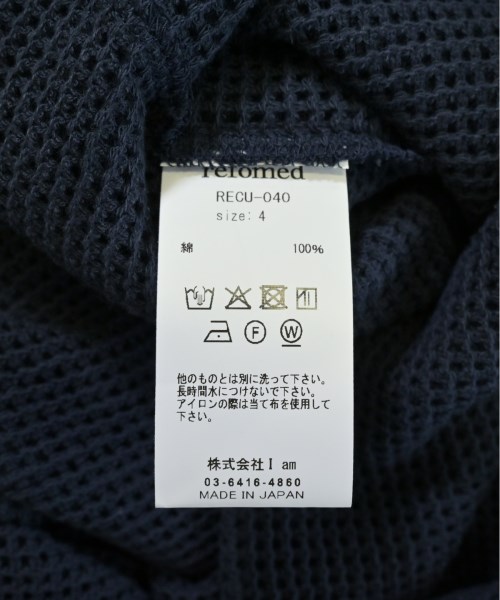 refomed
RECU-040
size: 4
綿 100%
F W
他のものとは別に洗って下さい。
長時間水につけないで下さい。
アイロンの際は当て布を使用して
下さい。
株式会社I am
03-6416-4860
MADE IN JAPAN